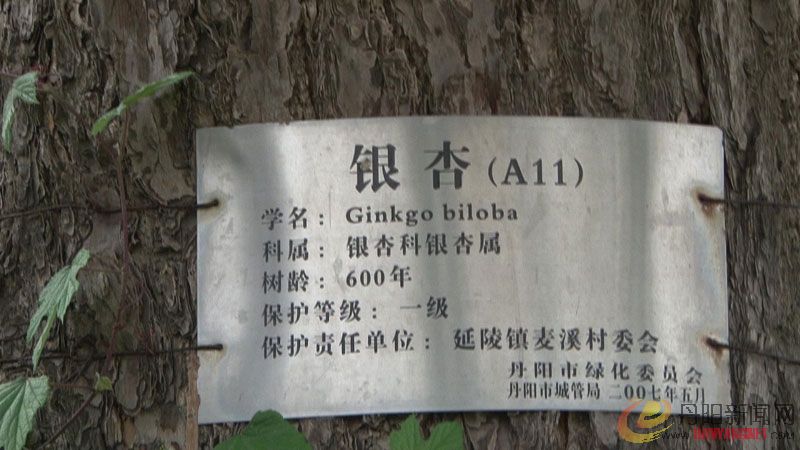 银杏(A11)
学名：Ginkgo biloba
科属：银杏科银杏属
树龄：600年
保护等级：一级
保护责任单位：延陵镇麦溪村委会
丹阳市绿化委员会
丹阳市城管局 二00七年五月
丹阳新闻网